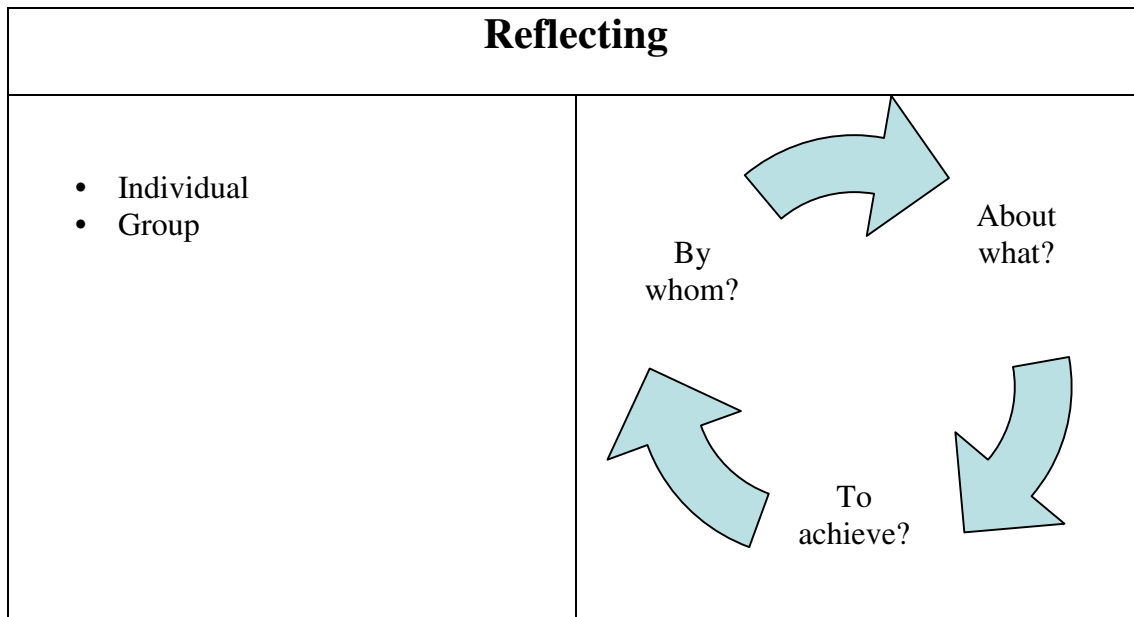 Reflecting
• Individual
• Group
By
whom?
About
what?
To
achieve?